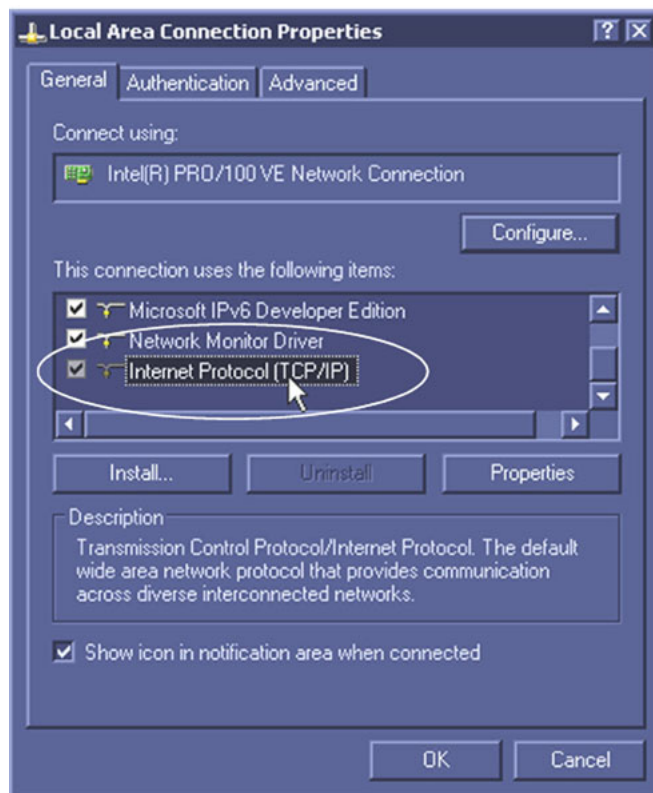 Local Area Connection Properties
General Authentication Advanced
Connect using:
Intel(R) PRO/100 VE Network Connection
Configure...
This connection uses the following items:
Microsoft IPv6 Developer Edition
Network Monitor Driver
Internet Protocol (TCP/IP)
Install... Uninstall Properties
Description
Transmission Control Protocol/Internet Protocol. The default
wide area network protocol that provides communication
across diverse interconnected networks.
Show icon in notification area when connected
OK Cancel